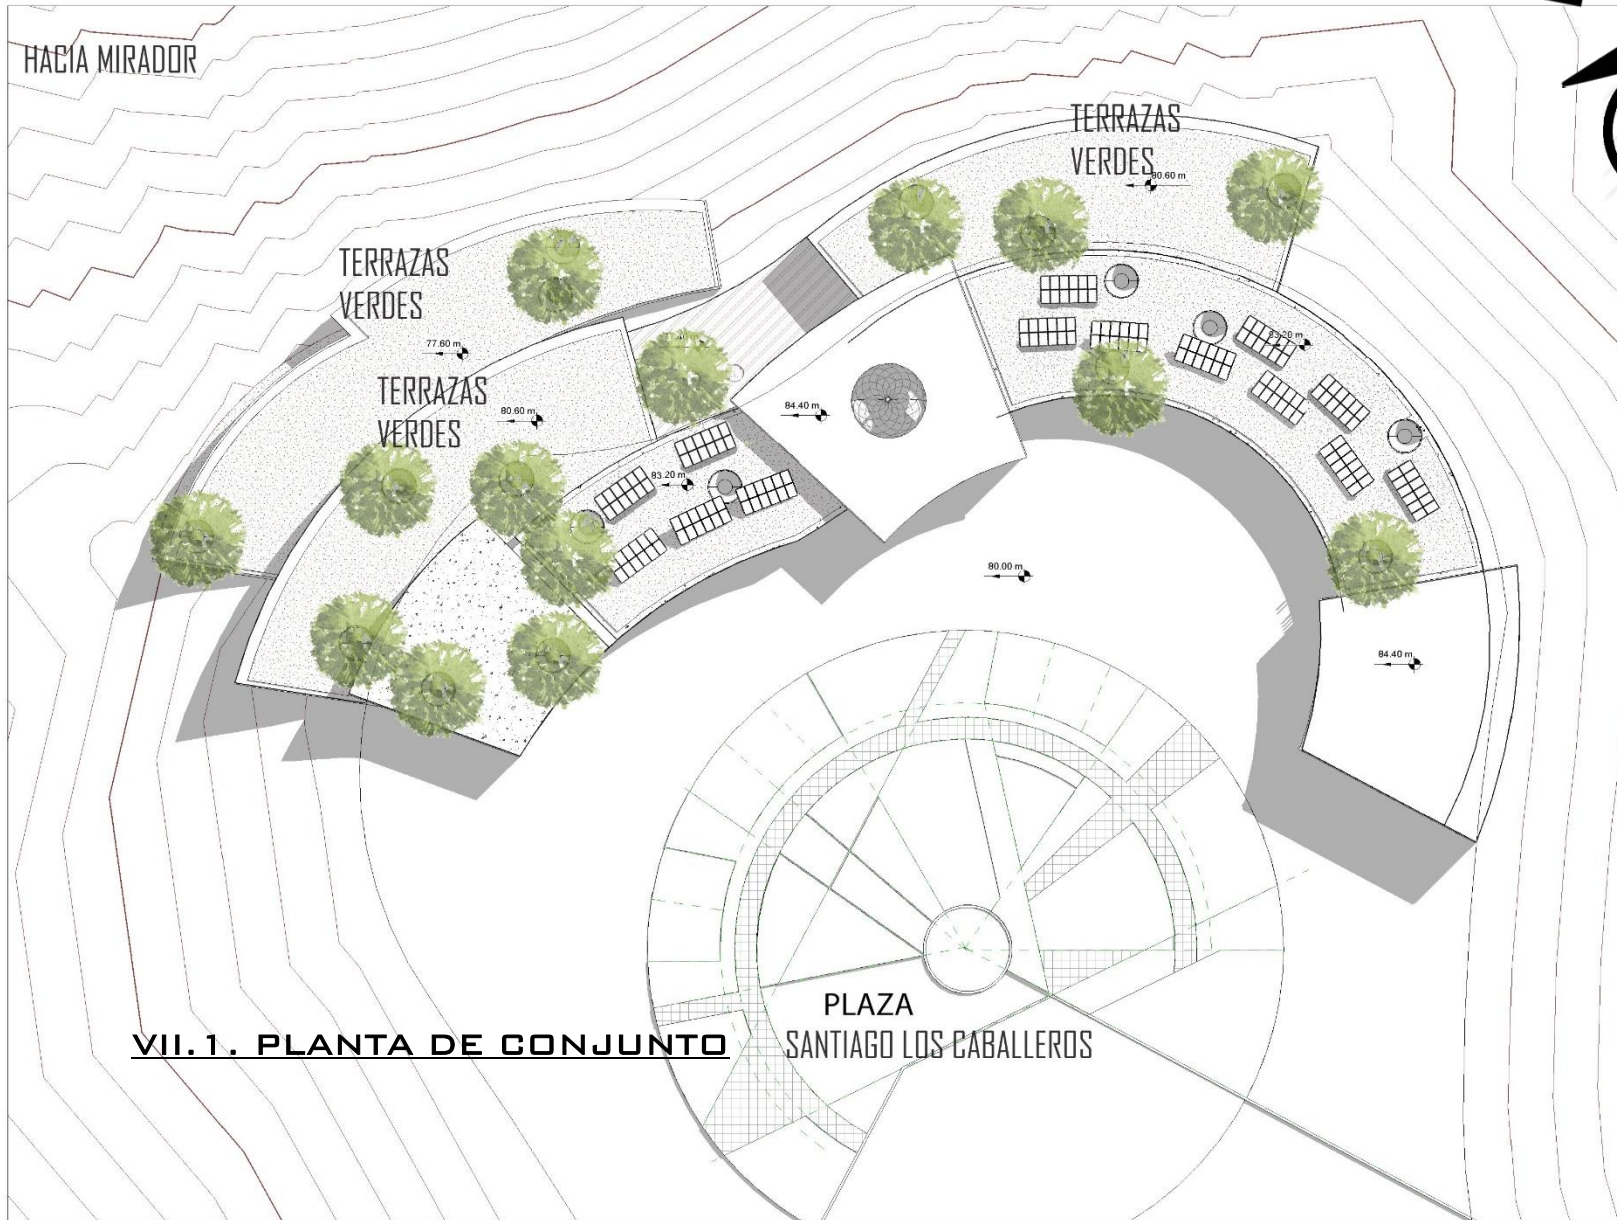 HACIA MIRADOR
TERRAZAS
VERDES
80.60 m
TERRAZAS
VERDES
77.60 m
TERRAZAS
VERDES
80.60 m
84.40 m
83.20 m
83.20 m
80.00 m
84.40 m
PLAZA
SANTIAGO LOS CABALLEROS
VII.1. PLANTA DE CONJUNTO